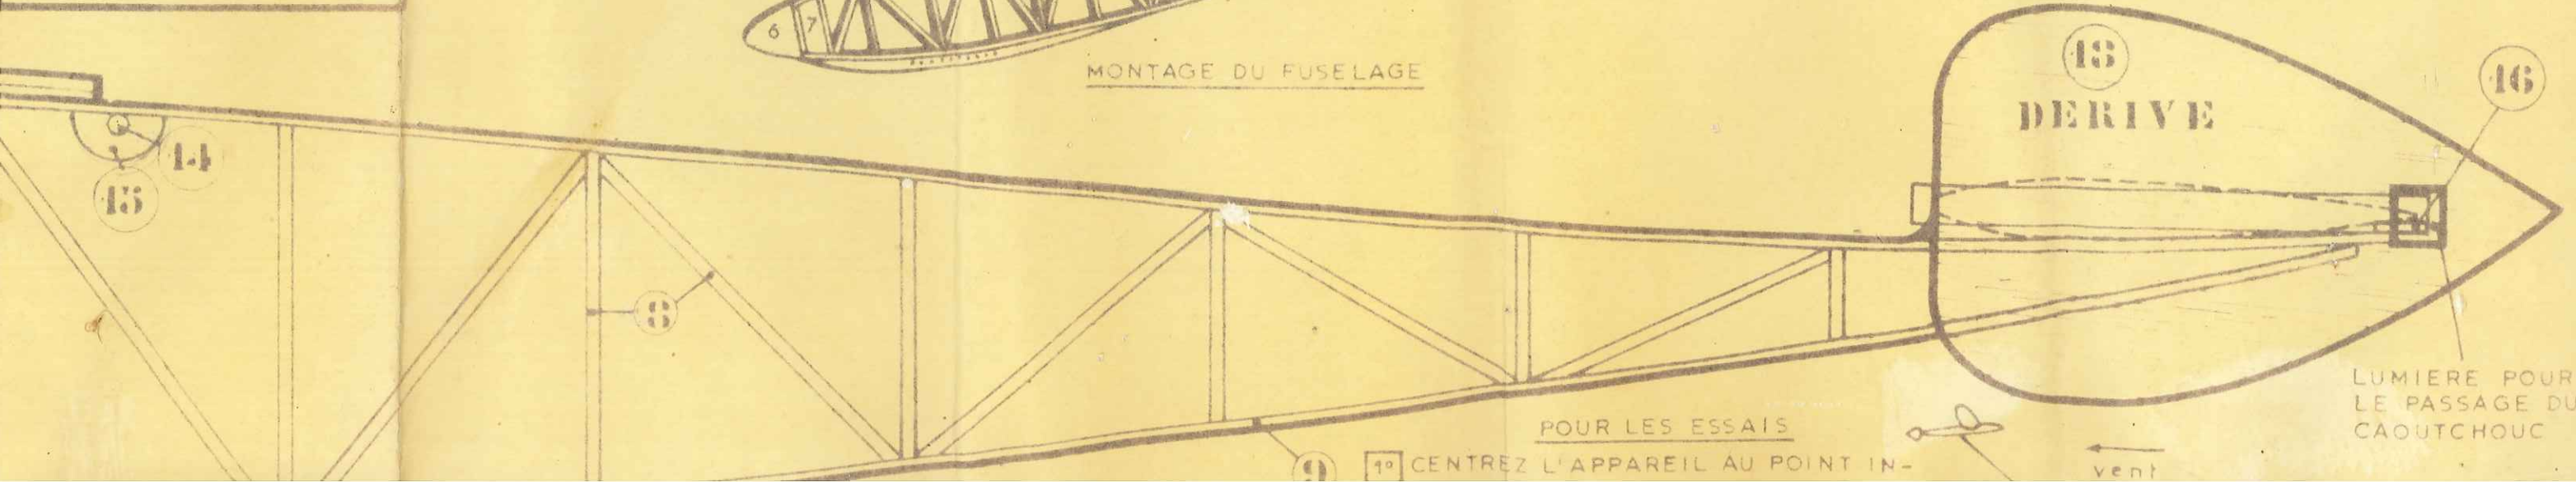 6 7
MONTAGE DU FUSELAGE
18
DERIVE
16
14
15
8
9
LUMIERE POUR
LE PASSAGE DU
CAOUTCHOUC
POUR LES ESSAIS
1º CENTREZ L'APPAREIL AU POINT IN-
vent